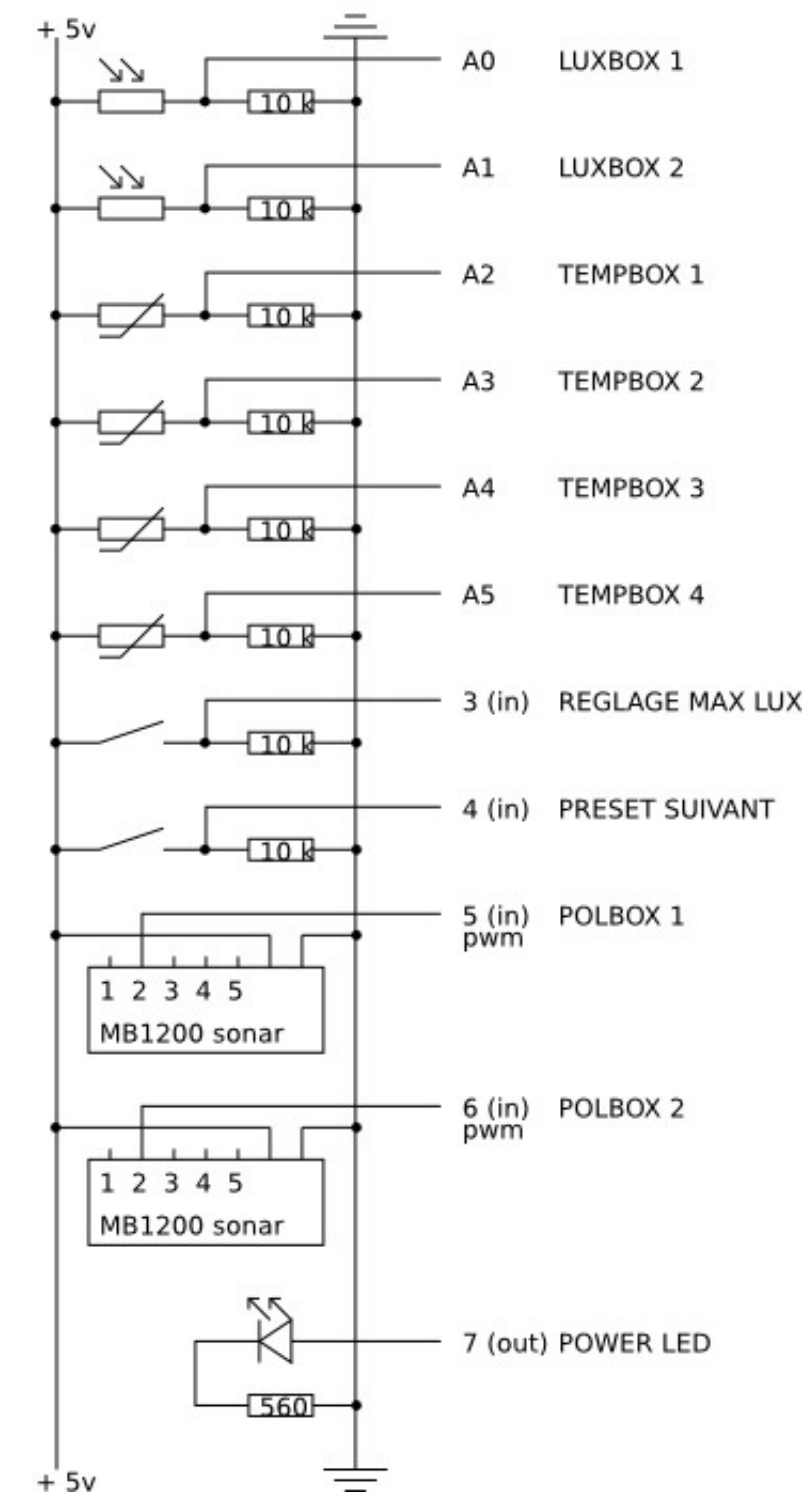 + 5v
A0 LUXBOX 1
10 k
A1 LUXBOX 2
10 k
A2 TEMPBOX 1
10 k
A3 TEMPBOX 2
10 k
A4 TEMPBOX 3
10 k
A5 TEMPBOX 4
10 k
3 (in) REGLAGE MAX LUX
10 k
4 (in) PRESET SUIVANT
10 k
5 (in) POLBOX 1
pwm
1 2 3 4 5
MB1200 sonar
6 (in) POLBOX 2
pwm
1 2 3 4 5
MB1200 sonar
7 (out) POWER LED
560
+ 5v